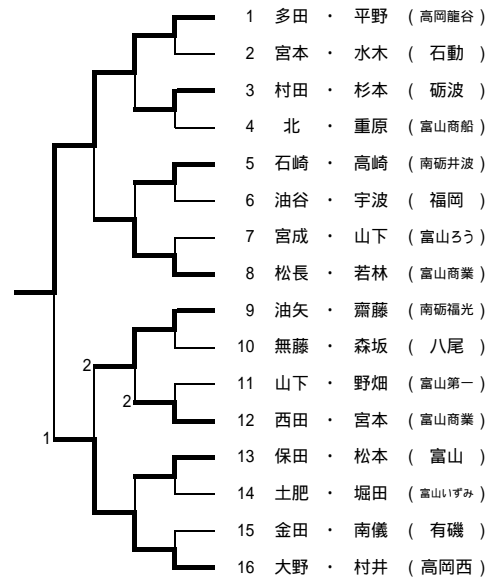 1 多田 ・ 平野 ( 高岡龍谷 )
2 宮本 ・ 水木 ( 石動 )
3 村田 ・ 杉本 ( 砺波 )
4 北 ・ 重原 ( 富山商船 )
5 石崎 ・ 高崎 ( 南砺井波 )
6 油谷 ・ 宇波 ( 福岡 )
7 宮成 ・ 山下 ( 富山ろう )
8 松長 ・ 若林 ( 富山商業 )
9 油矢 ・ 齋藤 ( 南砺福光 )
2
10 無藤 ・ 森坂 ( 八尾 )
11 山下 ・ 野畑 ( 富山第一 )
2
12 西田 ・ 宮本 ( 富山商業 )
1
13 保田 ・ 松本 ( 富山 )
14 土肥 ・ 堀田 ( 富山いずみ )
15 金田 ・ 南儀 ( 有磯 )
16 大野 ・ 村井 ( 高岡西 )